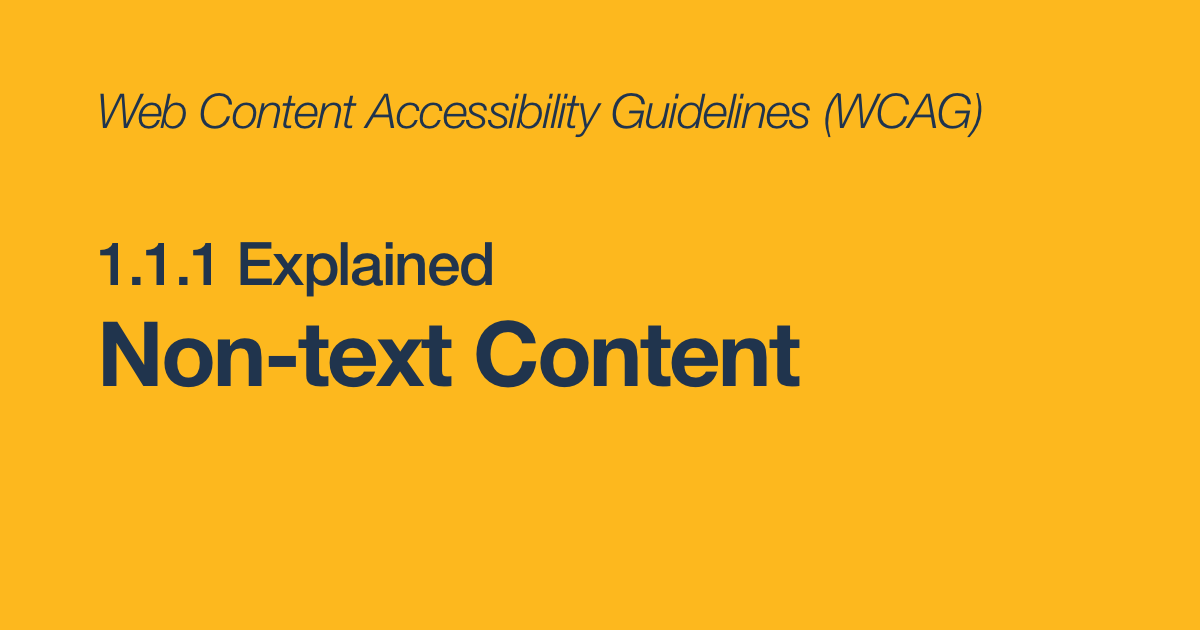 Web Content Accessibility Guidelines (WCAG)
1.1.1 Explained
Non-text Content